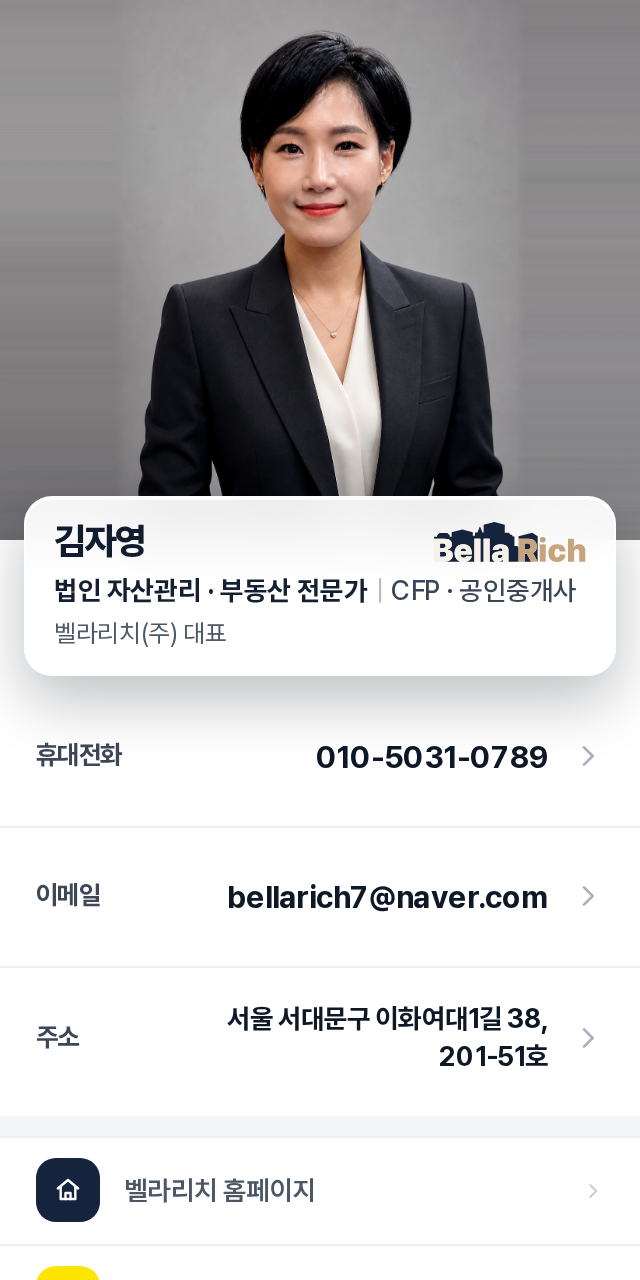 김자영
Bella Rich
법인 자산관리 · 부동산 전문가 | CFP · 공인중개사
벨라리치(주) 대표
휴대전화
010-5031-0789
이메일
bellarich7@naver.com
주소
서울 서대문구 이화여대1길 38,
201-51호
벨라리치 홈페이지